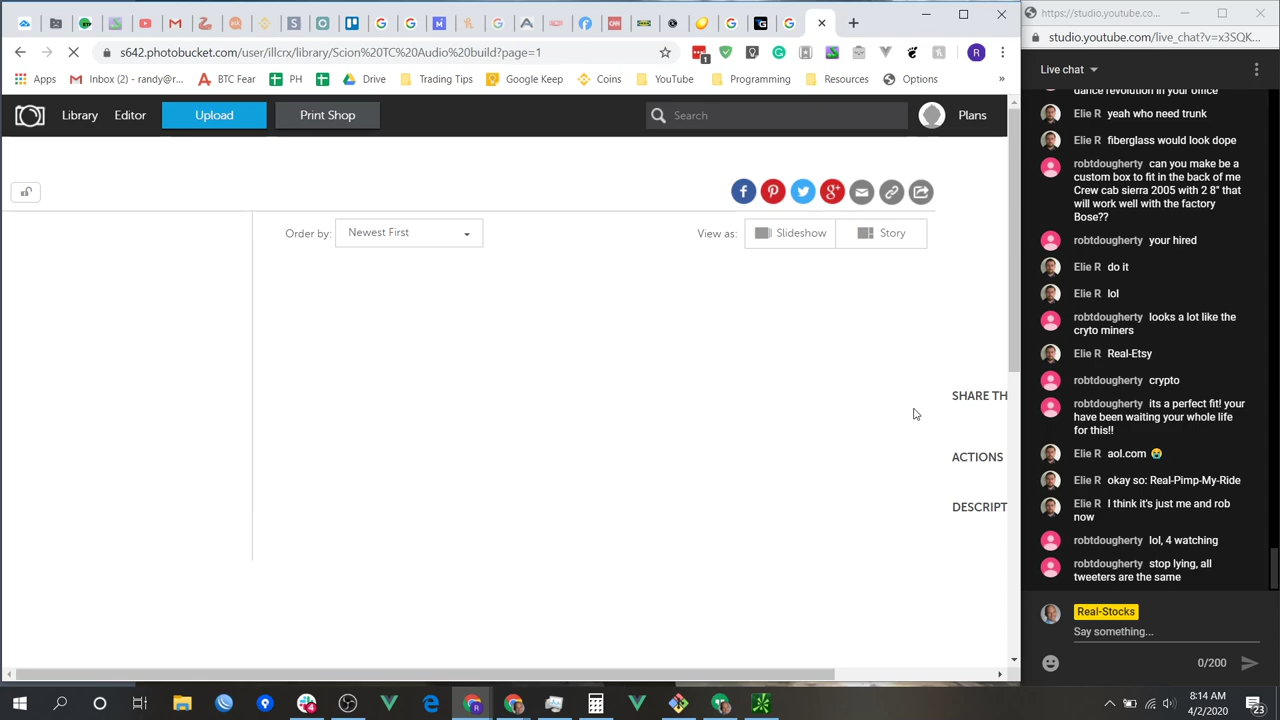 https://studio.youtube.com/co...
s642.photobucket.com/user/illcrx/library/Scion%20TC%20Audio%20build?page=1
studio.youtube.com/live_chat?v=x3SQK...
Apps
Inbox (2) - randy@r...
BTC Fear
PH
Drive
Trading Tips
Google Keep
Coins
YouTube
Programming
Resources
Options
»
Live chat
Library
Editor
Upload
Print Shop
Search
Plans
dance revolution in your office
Elie R yeah who need trunk
Elie R fiberglass would look dope
robtdougherty can you make be a
custom box to fit in the back of me
Crew cab sierra 2005 with 2 8" that
will work well with the factory
Bose??
robtdougherty your hired
Elie R do it
Elie R lol
robtdougherty looks a lot like the
cryto miners
Elie R Real-Etsy
robtdougherty crypto
robtdougherty its a perfect fit! your
have been waiting your whole life
for this!!
Elie R aol.com 😭
Elie R okay so: Real-Pimp-My-Ride
Elie R I think it's just me and rob
now
robtdougherty lol, 4 watching
robtdougherty stop lying, all
tweeters are the same
Real-Stocks
Say something...
0/200
Order by:
Newest First
View as:
Slideshow
Story
SHARE TH
ACTIONS
DESCRIPT
8:14 AM
4/2/2020
23